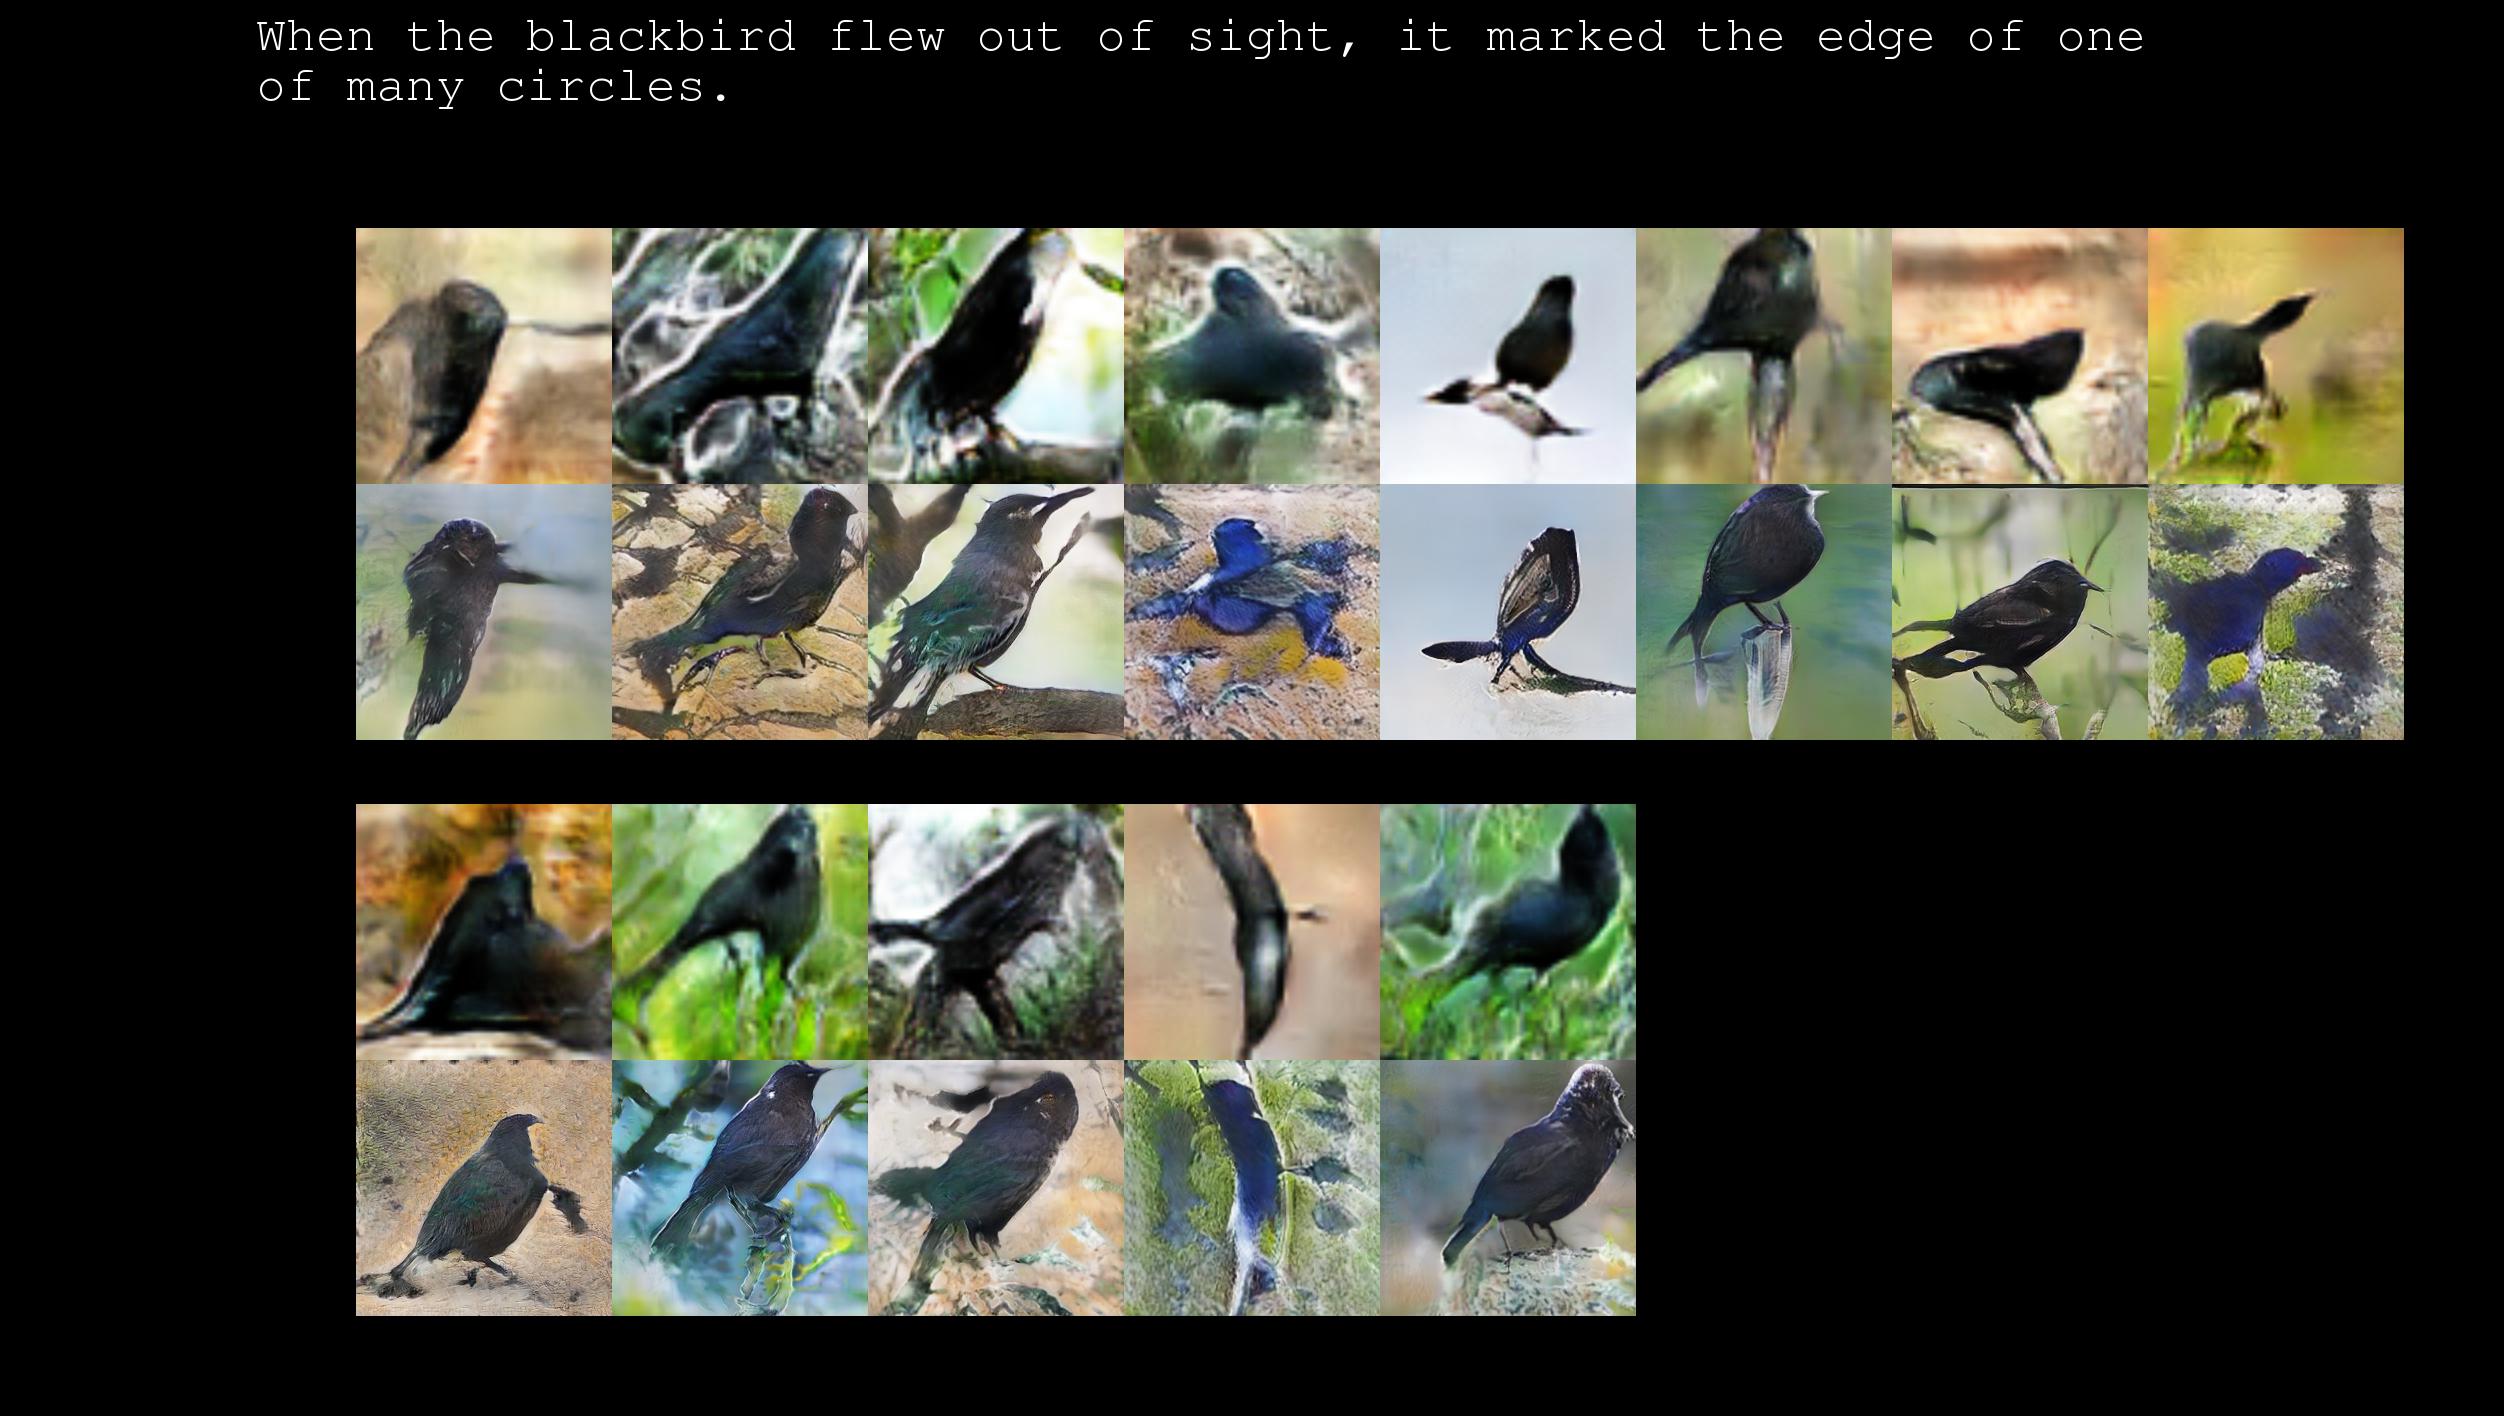 When the blackbird flew out of sight, it marked the edge of one
of many circles.